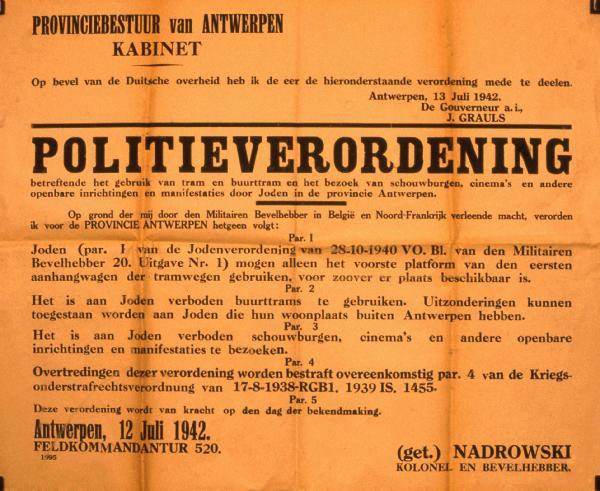 PROVINCIEBESTUUR van ANTWERPEN
KABINET
Op bevel van de Duitsche overheid heb ik de eer de hieronderstaande verordening mede te deelen.
Antwerpen, 13 Juli 1942.
De Gouverneur a.i.,
J. GRAULS
POLITIEVERORDENING
betreffende het gebruik van tram en buurttram en het bezoek van schouwburgen, cinema's en andere
openbare inrichtingen en manifestaties door Joden in de provincie Antwerpen.
Op grond der mij door den Militairen Bevelhebber in België en Noord-Frankrijk verleende macht, verorden
ik voor de PROVINCIE ANTWERPEN hetgeen volgt:
Par. 1
Joden (par. 1 van de Jodenverordening van 28-10-1940 VO. Bl. van den Militairen
Bevelhebber 20. Uitgave Nr. 1) mogen alleen het voorste platform van den eersten
aanhangwagen der tramwegen gebruiken, voor zoover er plaats beschikbaar is.
Par. 2
Het is aan Joden verboden buurttrams te gebruiken. Uitzonderingen kunnen
toegestaan worden aan Joden die hun woonplaats buiten Antwerpen hebben.
Par. 3
Het is aan Joden verboden schouwburgen, cinema's en andere openbare
inrichtingen en manifestaties te bezoeken.
Par. 4
Overtredingen dezer verordening worden bestraft overeenkomstig par. 4 van de Kriegs-
onderstrafrechtsverordnung van 17-8-1938-RGB1. 1939 IS. 1455.
Par. 5
Deze verordening wordt van kracht op den dag der bekendmaking.
Antwerpen, 12 Juli 1942.
FELDKOMMANDANTUR 520.
1995
(get.) NADROWSKI
KOLONEL EN BEVELHEBBER.